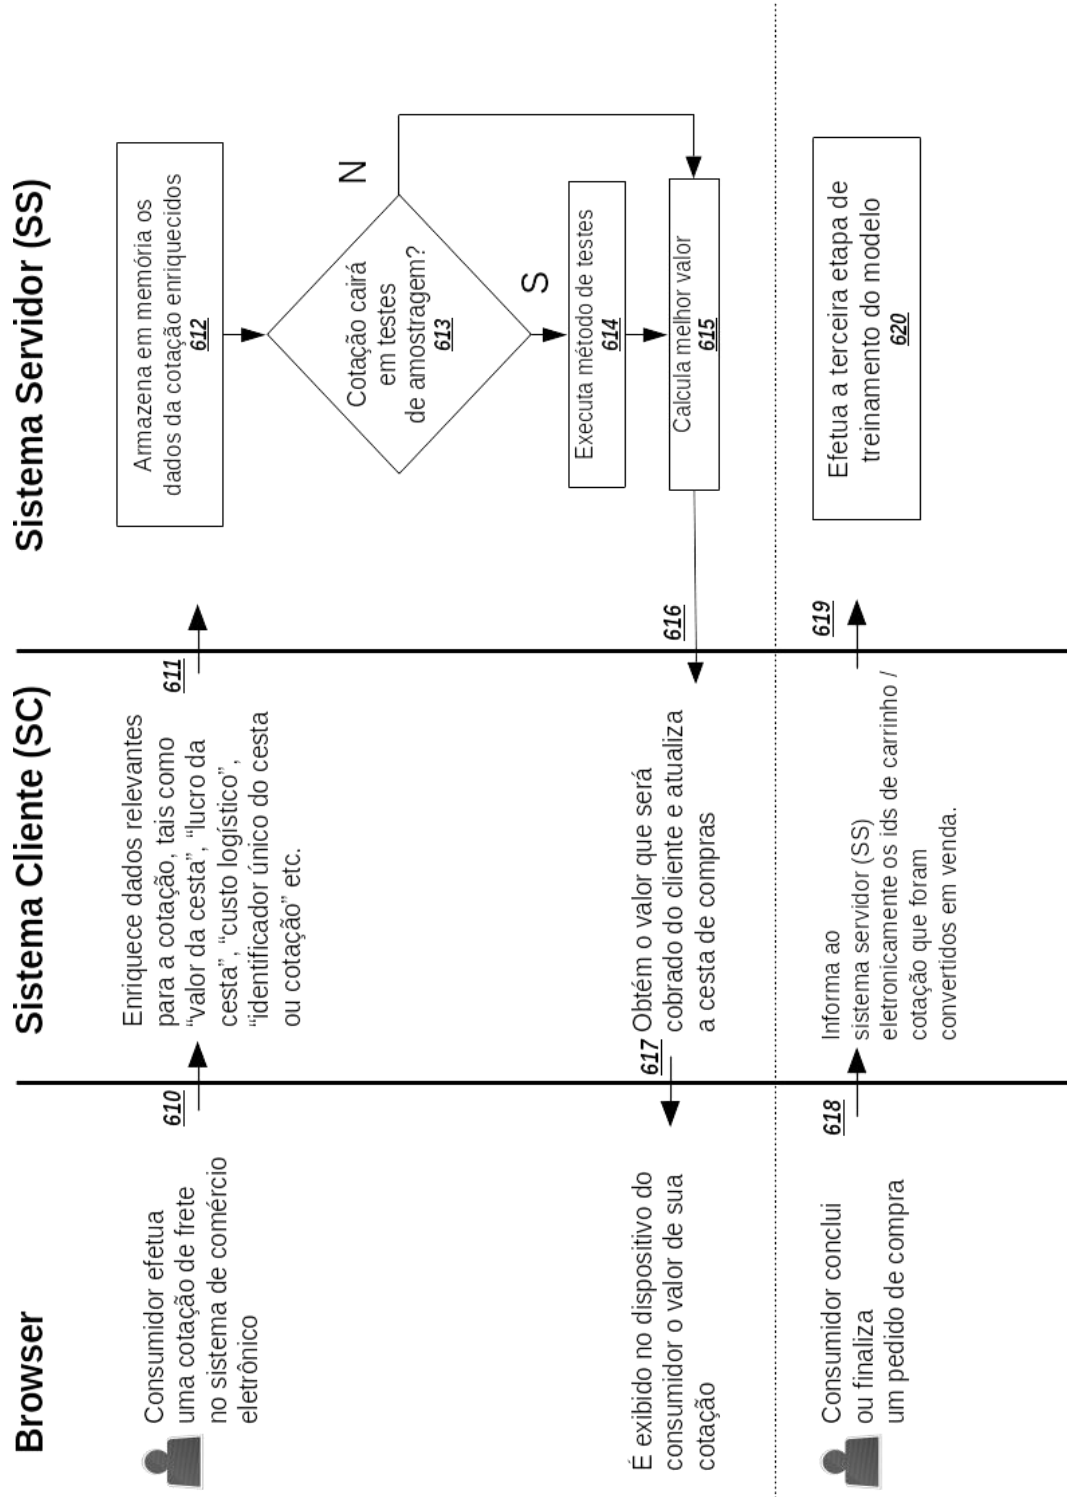 Browser
Sistema Cliente (SC)
Sistema Servidor (SS)
Consumidor efetua
uma cotação de frete
no sistema de comércio
eletrônico
610
Enriquece dados relevantes
para a cotação, tais como
“valor da cesta”, “lucro da
cesta”, “custo logístico”,
“identificador único do cesta
ou cotação” etc.
611
Armazena em memória os
dados da cotação enriquecidos
612
Cotação cairá
em testes
de amostragem?
613
N
S
Executa método de testes
614
Calcula melhor valor
615
616
Obtém o valor que será
cobrado do cliente e atualiza
a cesta de compras
617
É exibido no dispositivo do
consumidor o valor de sua
cotação
Consumidor conclui
ou finaliza
um pedido de compra
618
Informa ao
sistema servidor (SS)
eletronicamente os ids de carrinho /
cotação que foram
convertidos em venda.
619
Efetua a terceira etapa de
treinamento do modelo
620